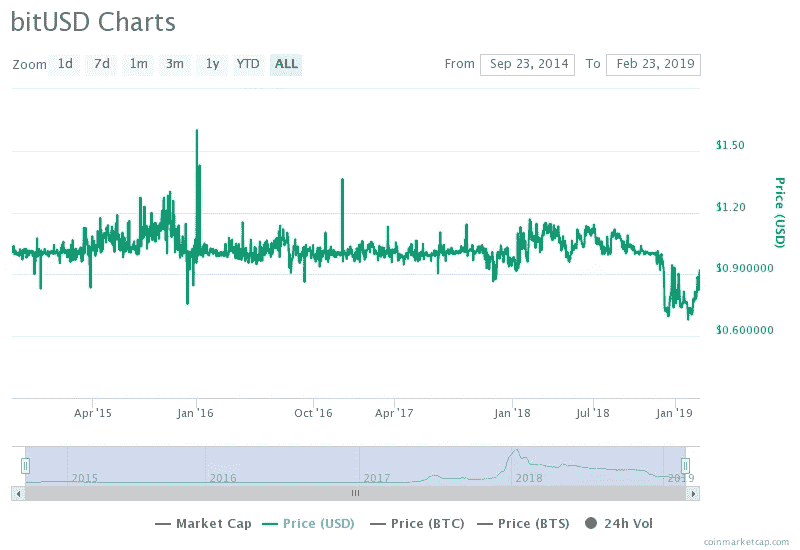 bitUSD Charts
Zoom 1d 7d 1m 3m 1y YTD ALL From Sep 23, 2014 To Feb 23, 2019
$1.50
$1.20
$0.900000
$0.600000
Price (USD)
Apr '15 Jan '16 Oct '16 Apr '17 Jan '18 Jul '18 Jan '19
2015 2016 2017 2018 2019
Market Cap Price (USD) Price (BTC) Price (BTS) 24h Vol
coinmarketcap.com